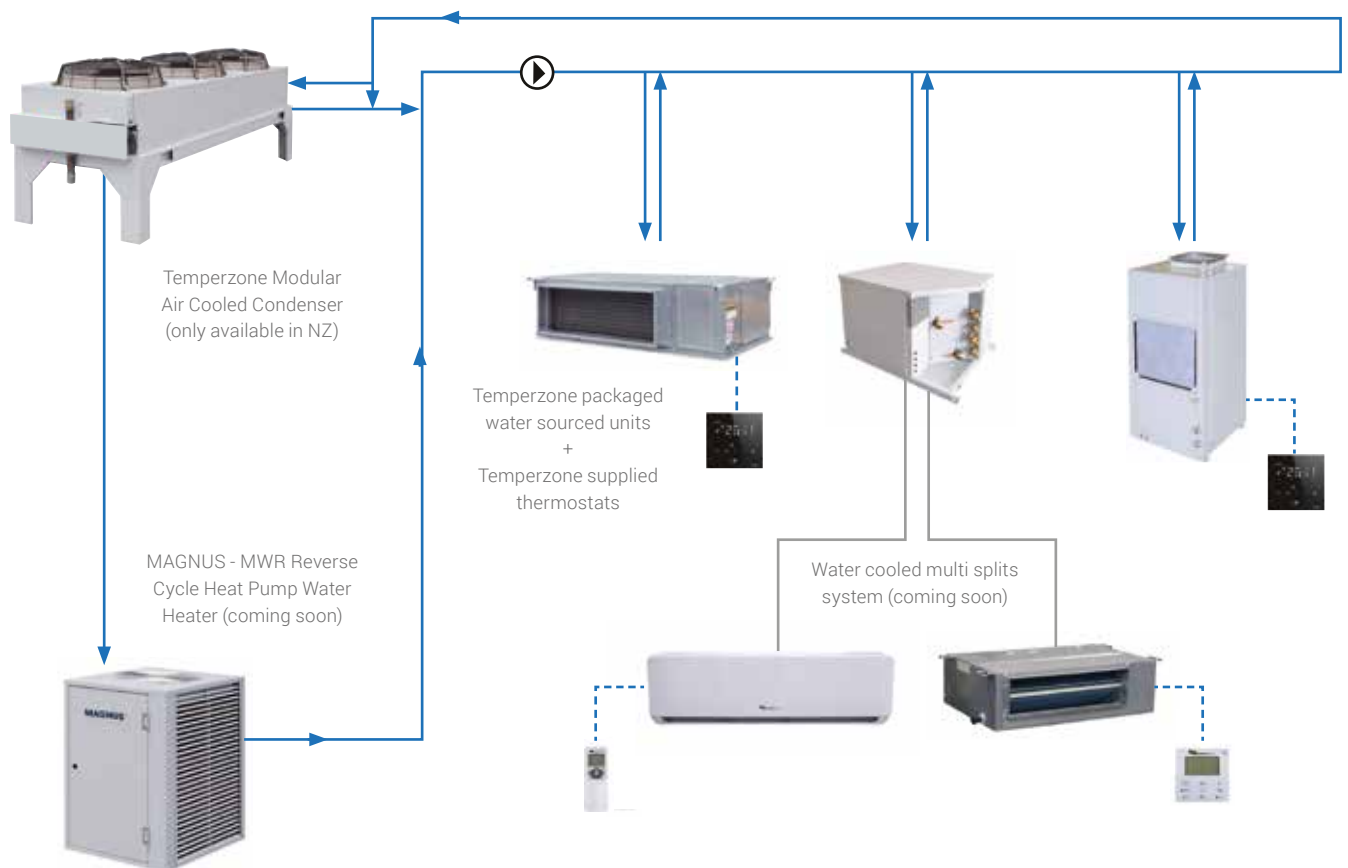 Temperzone Modular
Air Cooled Condenser
(only available in NZ)
Temperzone packaged
water sourced units
+
Temperzone supplied
thermostats
MAGNUS - MWR Reverse
Cycle Heat Pump Water
Heater (coming soon)
Water cooled multi splits
system (coming soon)
MAGNUS